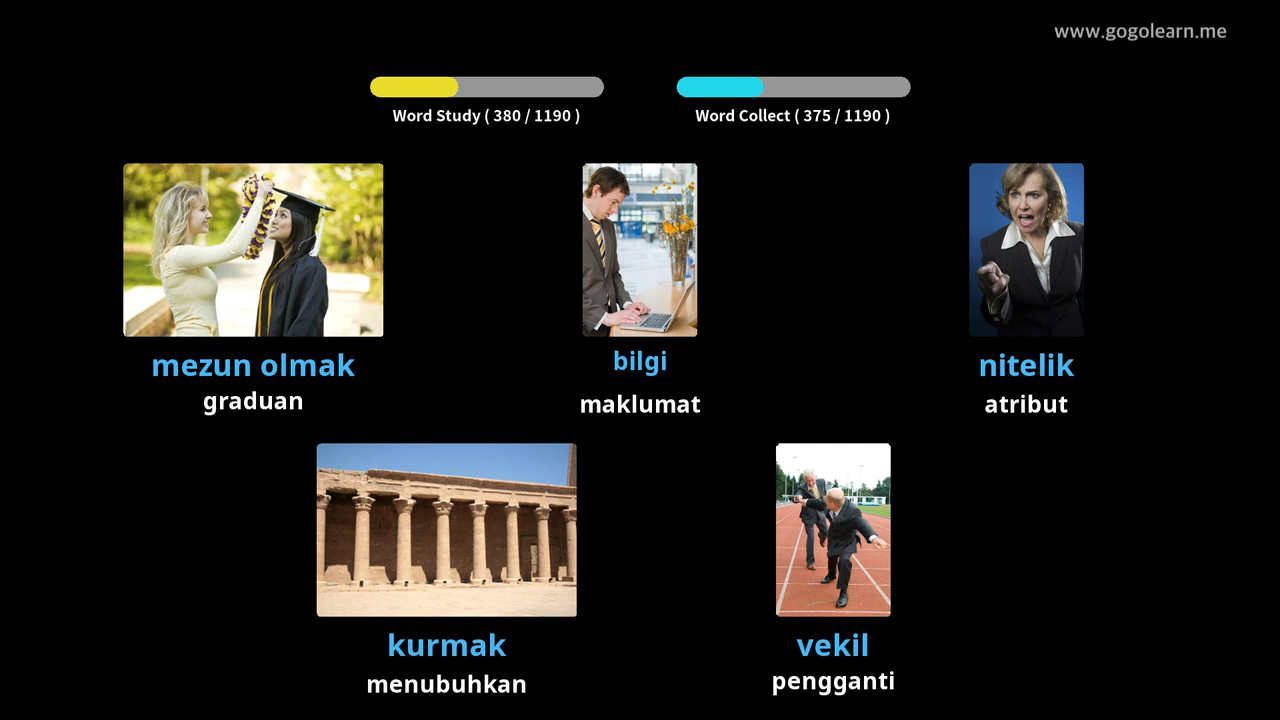 www.gogolearn.me
Word Study ( 380 / 1190 )
Word Collect ( 375 / 1190 )
mezun olmak
graduan
bilgi
maklumat
nitelik
atribut
kurmak
menubuhkan
vekil
pengganti